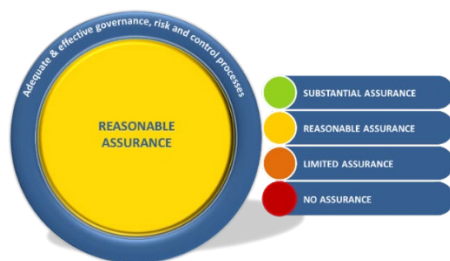 Adequate & effective governance, risk and control processes
REASONABLE
ASSURANCE
SUBSTANTIAL ASSURANCE
REASONABLE ASSURANCE
LIMITED ASSURANCE
NO ASSURANCE